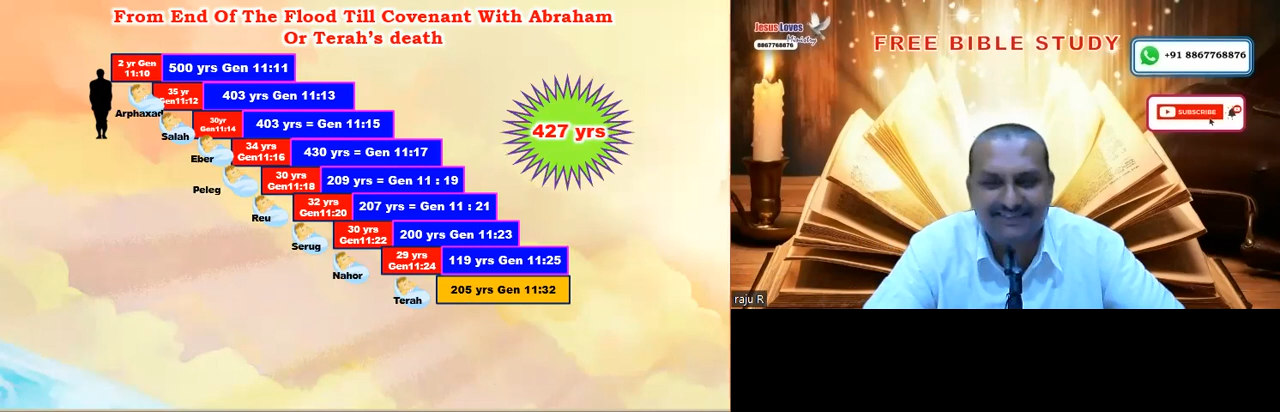 From End Of The Flood Till Covenant With Abraham
Or Terah's death
2 yr Gen
11:10
500 yrs Gen 11:11
35 yr
Gen11:12
403 yrs Gen 11:13
Arphaxad
30yr
Gen11:14
403 yrs = Gen 11:15
Salah
34 yrs
Gen11:16
430 yrs = Gen 11:17
Eber
30 yrs
Gen11:18
209 yrs = Gen 11 : 19
Peleg
32 yrs
Gen11:20
207 yrs = Gen 11 : 21
Reu
30 yrs
Gen11:22
200 yrs Gen 11:23
Serug
29 yrs
Gen11:24
119 yrs Gen 11:25
Nahor
205 yrs Gen 11:32
Terah
427 yrs
Jesus Loves
Ministry
8867768876
FREE BIBLE STUDY
+91 8867768876
SUBSCRIBE
raju R